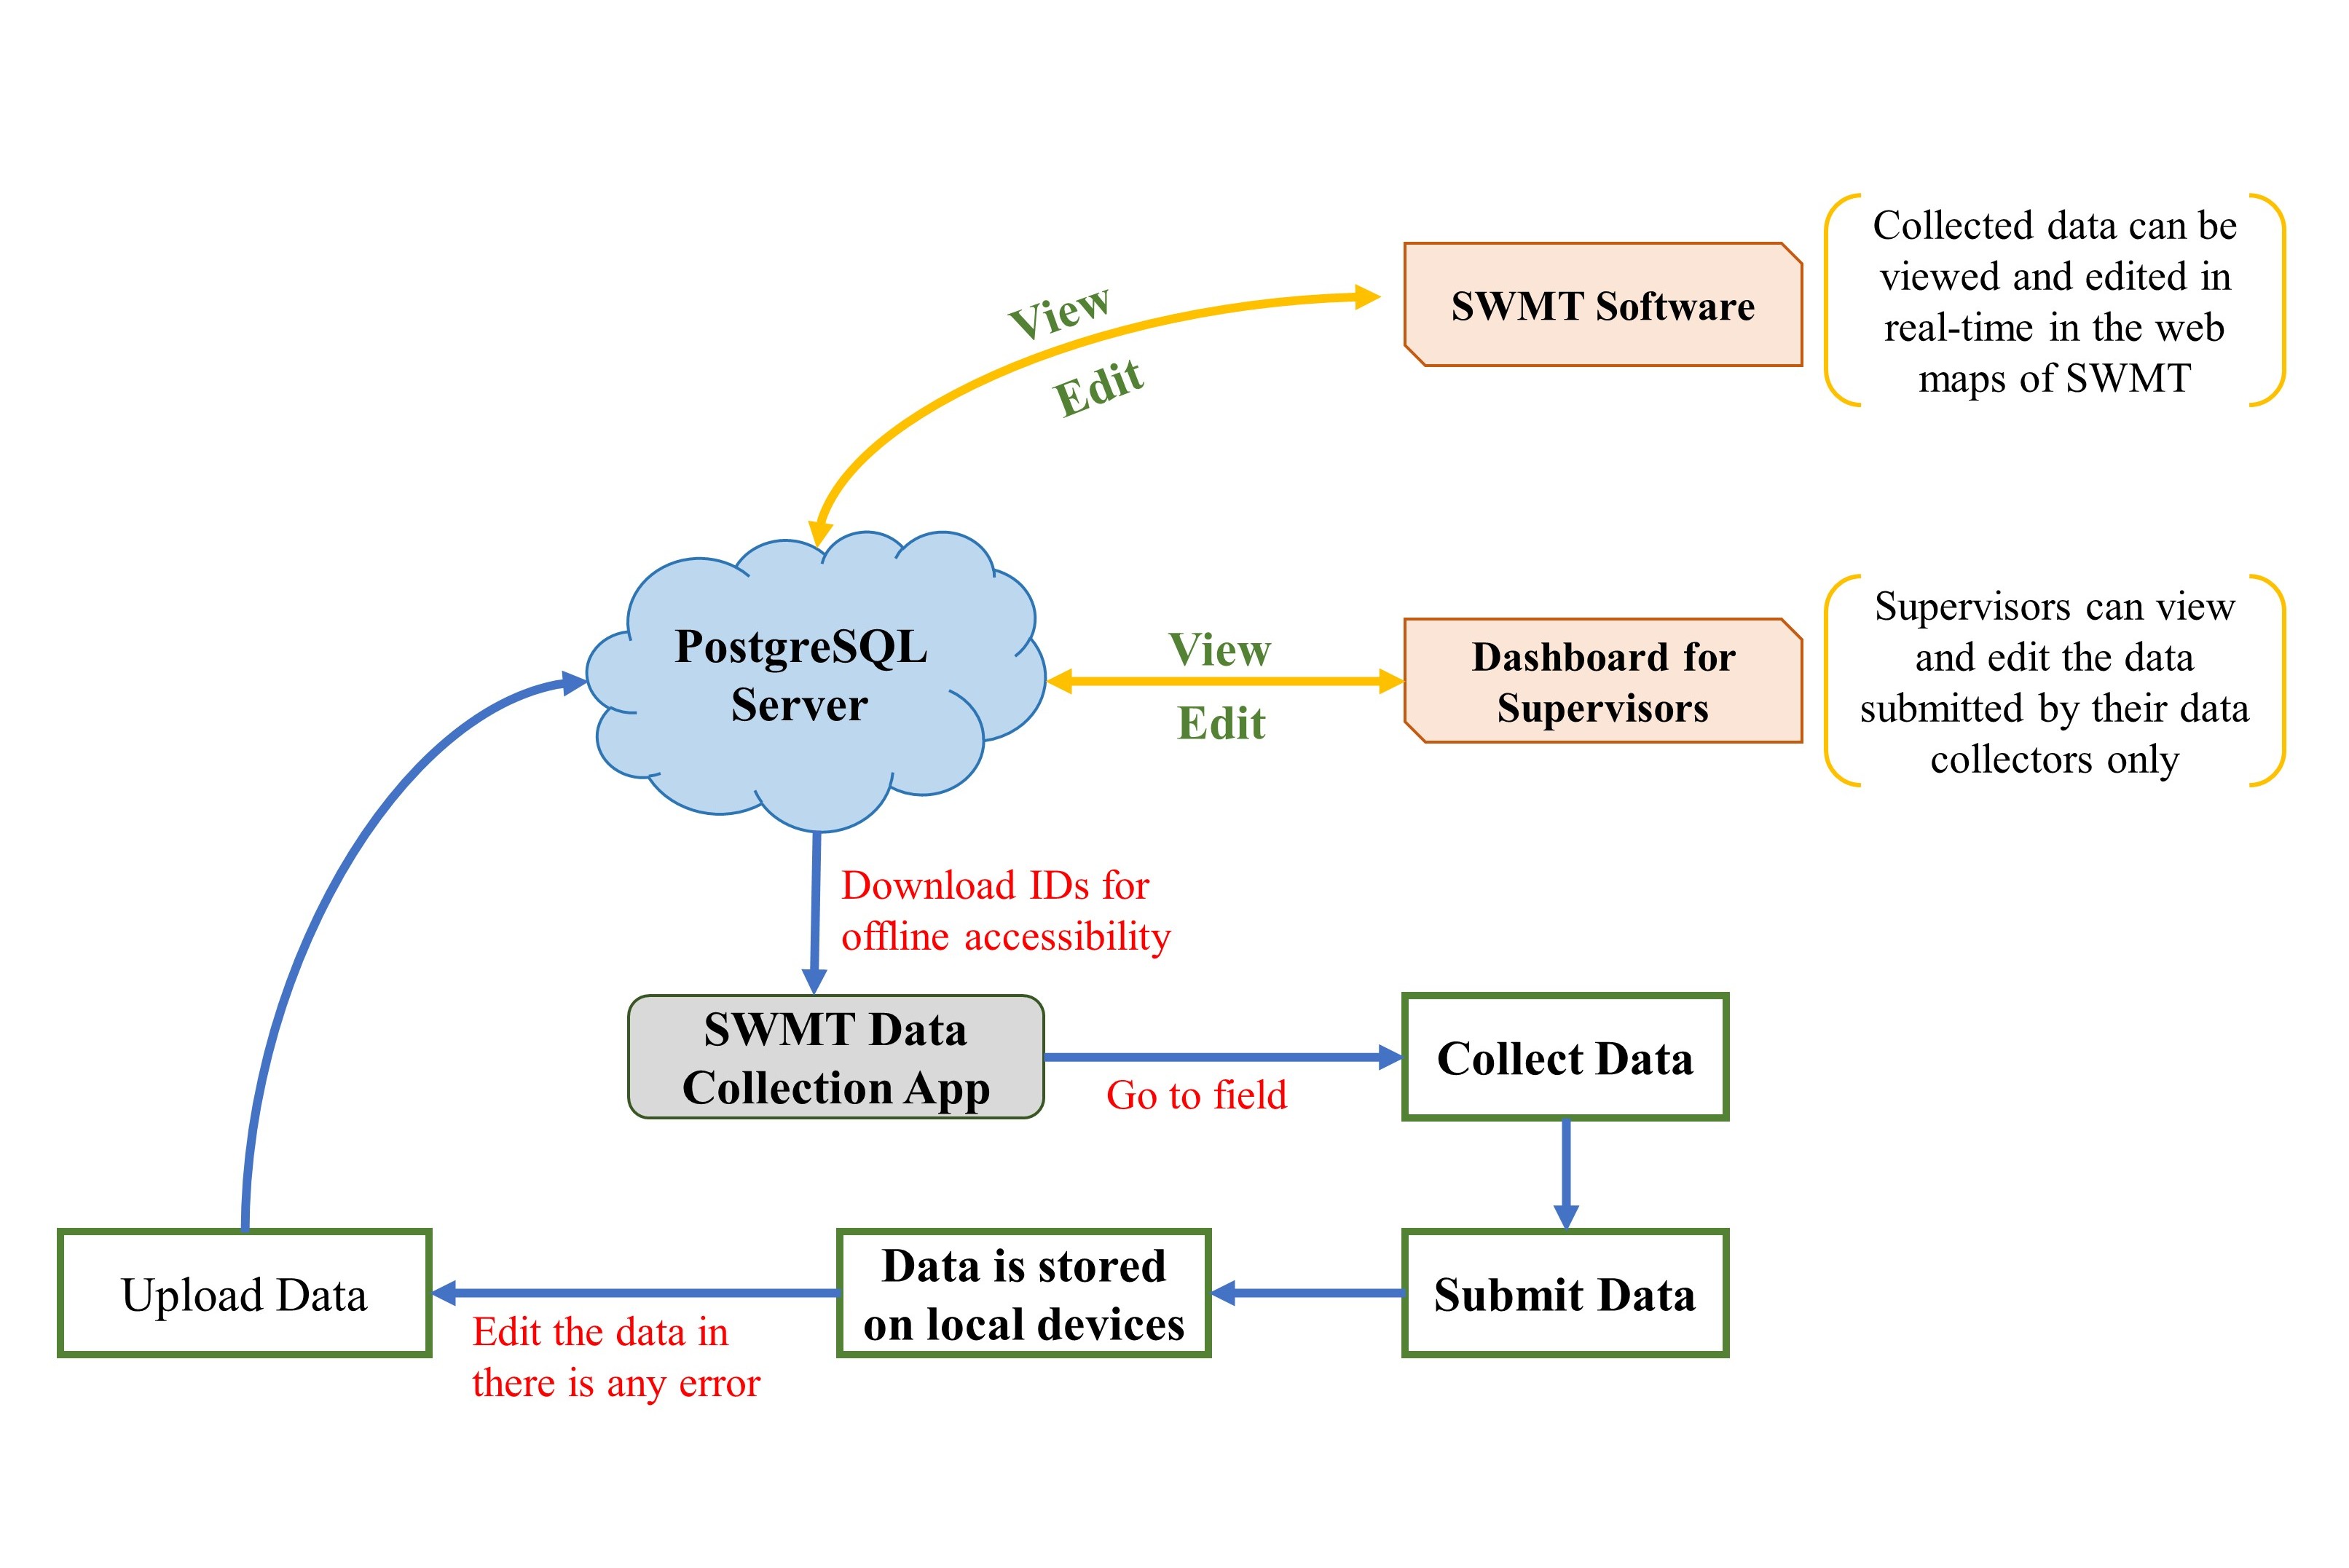 View
Edit
SWMT Software
Collected data can be
viewed and edited in
real-time in the web
maps of SWMT
PostgreSQL
Server
View
Edit
Dashboard for
Supervisors
Supervisors can view
and edit the data
submitted by their data
collectors only
Download IDs for
offline accessibility
SWMT Data
Collection App
Go to field
Collect Data
Submit Data
Data is stored
on local devices
Edit the data in
there is any error
Upload Data